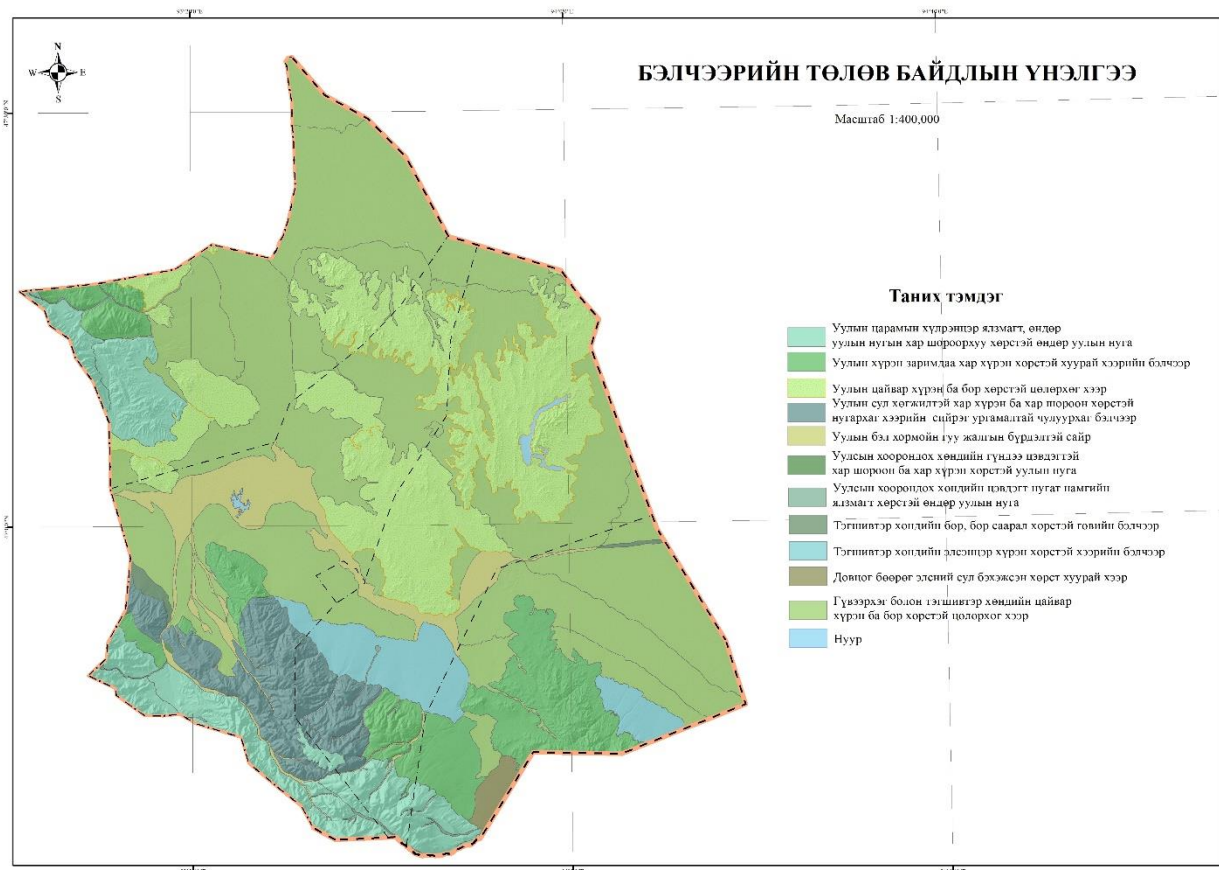 N
W E
S
БЭЛЧЭЭРИЙН ТӨЛӨВ БАЙДЛЫН ҮНЭЛГЭЭ
Масштаб 1:400,000
Таних тэмдэг
Уулын царамын хүлрэнцэр ялзмагт, өндөр
уулын нугын хар шороорхуу хөрстэй өндөр уулын нуга
Уулын хүрэн заримдаа хар хүрэн хөрстэй хуурай хээрийн бэлчээр
Уулын цайвар хүрэн ба бор хөрстэй цөлөрхөг хээр
Уулын сул хөгжилтэй хар хүрэн ба хар шороон хөрстэй
нугархаг хээрийн сийрэг ургамалтай чулуурхаг бэлчээр
Уулын бэл хормойн гуу жалгын бүрдэлтэй сайр
Уулсын хоорондох хөндийн гүндээ цэвдэгтэй
хар шороон ба хар хүрэн хөрстэй уулын нуга
Уулсын хоорондох хөндийн цэвдэгт нугат намгийн
ялзмагт хөрстэй өндөр уулын нуга
Тэгшивтэр хөндийн бор, бор саарал хөрстэй говийн бэлчээр
Тэгшивтэр хөндийн элсэнцэр хүрэн хөрстэй хээрийн бэлчээр
Довцог бөөрөг элсний сул бэхэжсэн хөрст хуурай хээр
Гүвээрхэг болон тэгшивтэр хөндийн цайвар
хүрэн ба бор хөрстэй цөлөрхөг хээр
Нуур